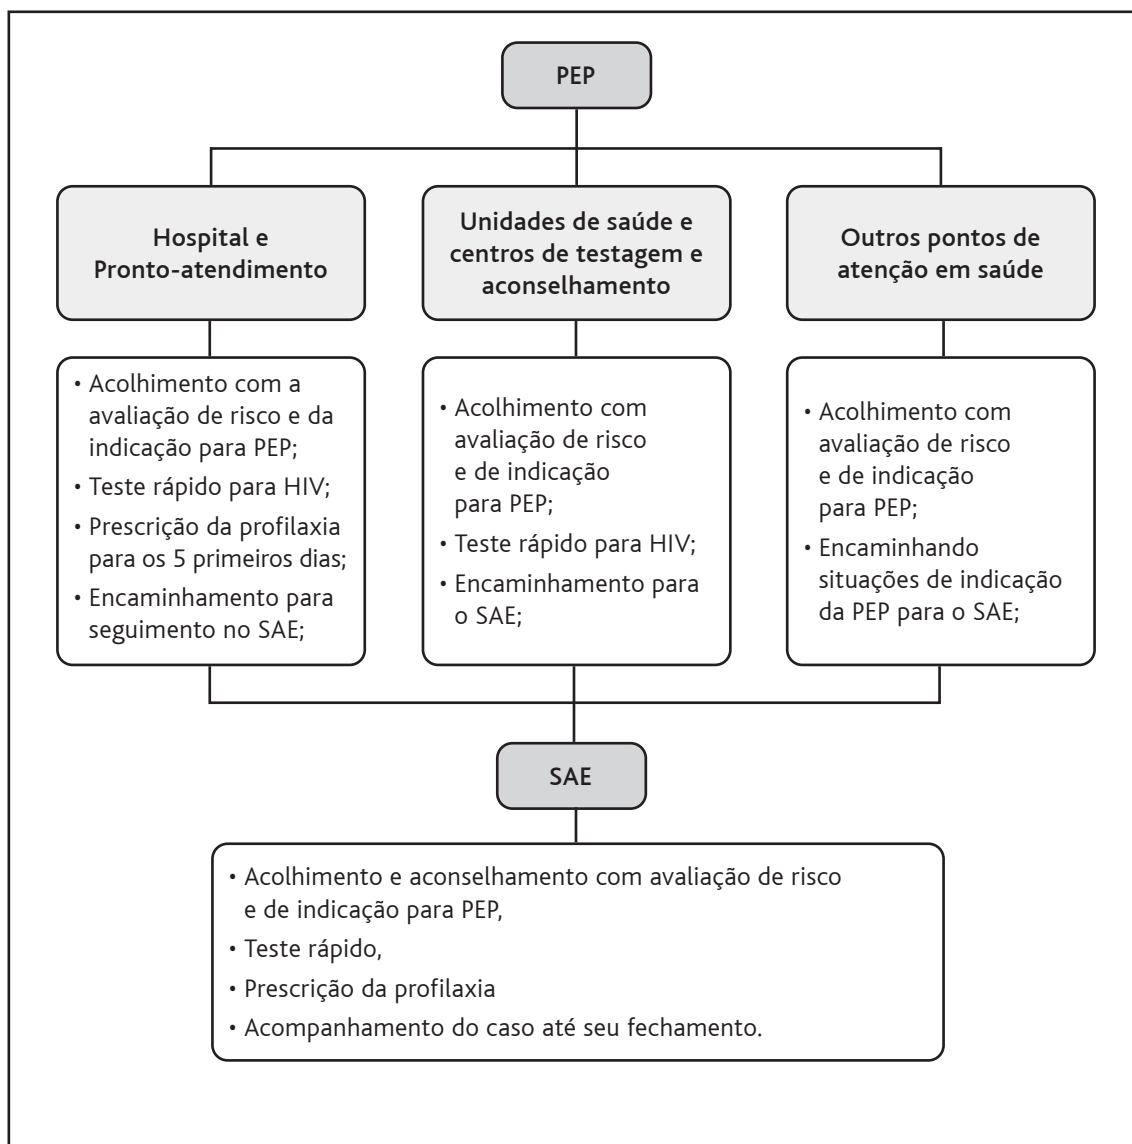 PEP
Hospital e
Pronto-atendimento
• Acolhimento com a
avaliação de risco e da
indicação para PEP;
• Teste rápido para HIV;
• Prescrição da profilaxia
para os 5 primeiros dias;
• Encaminhamento para
seguimento no SAE;
Unidades de saúde e
centros de testagem e
aconselhamento
• Acolhimento com
avaliação de risco
e de indicação
para PEP;
• Teste rápido para HIV;
• Encaminhamento para
o SAE;
Outros pontos de
atenção em saúde
• Acolhimento com
avaliação de risco
e de indicação
para PEP;
• Encaminhando
situações de indicação
da PEP para o SAE;
SAE
• Acolhimento e aconselhamento com avaliação de risco
e de indicação para PEP,
• Teste rápido,
• Prescrição da profilaxia
• Acompanhamento do caso até seu fechamento.